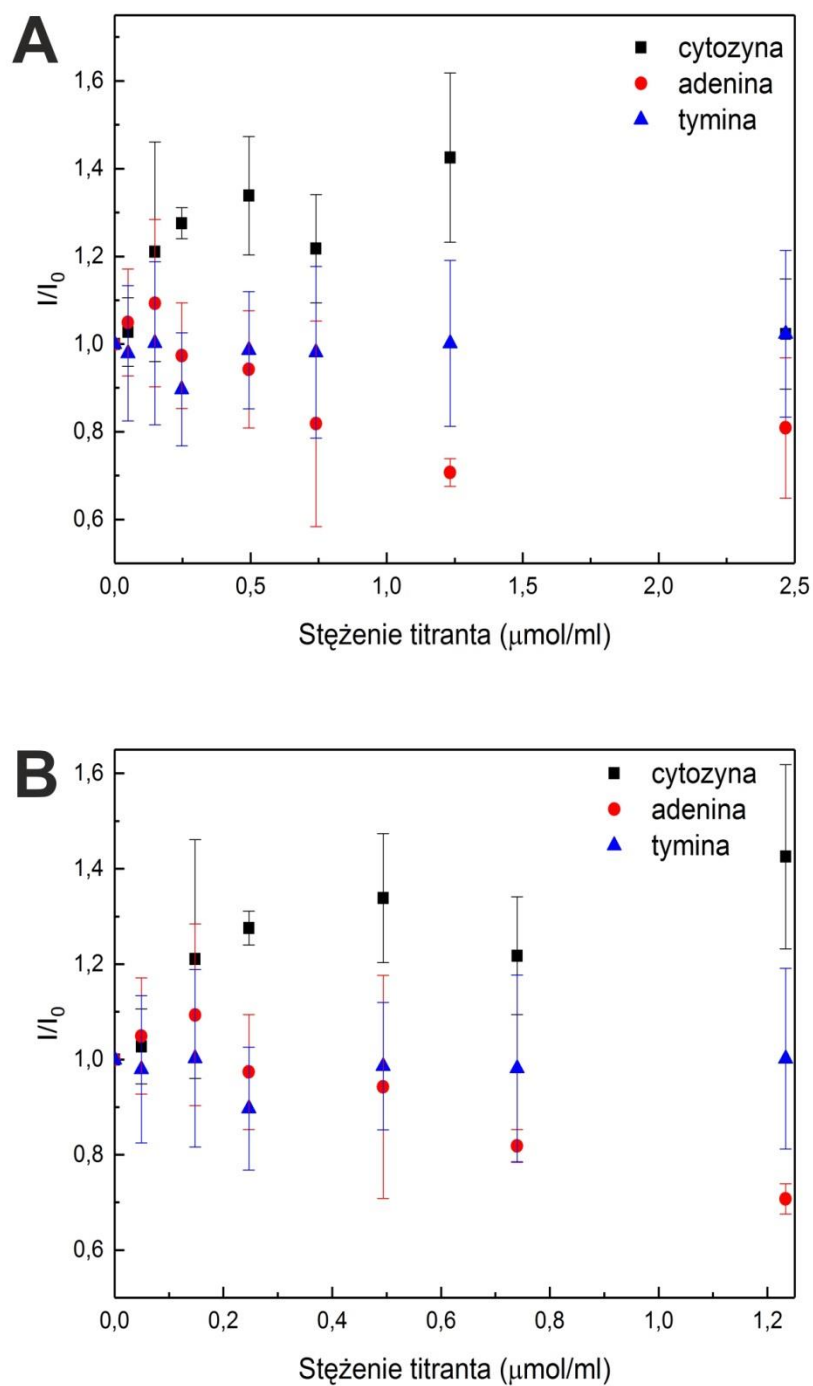 A
cytozyna
adenina
tymina
1,6
1,4
1,2
1,0
0,8
0,6
I/I0
0,0 0,5 1,0 1,5 2,0 2,5
Stężenie titranta (μmol/ml)
B
cytozyna
adenina
tymina
1,6
1,4
1,2
1,0
0,8
0,6
I/I0
0,0 0,2 0,4 0,6 0,8 1,0 1,2
Stężenie titranta (μmol/ml)